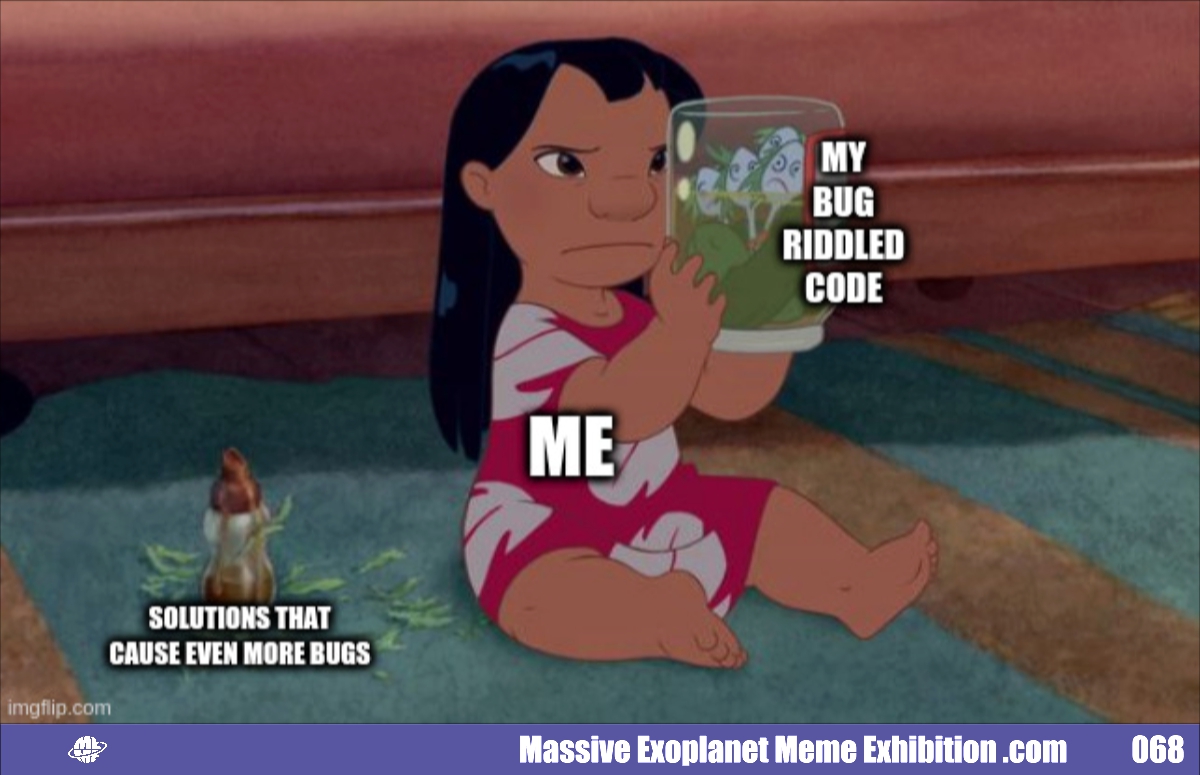 MY
BUG
RIDDLED
CODE
ME
SOLUTIONS THAT
CAUSE EVEN MORE BUGS
imgflip.com
Massive Exoplanet Meme Exhibition .com 068